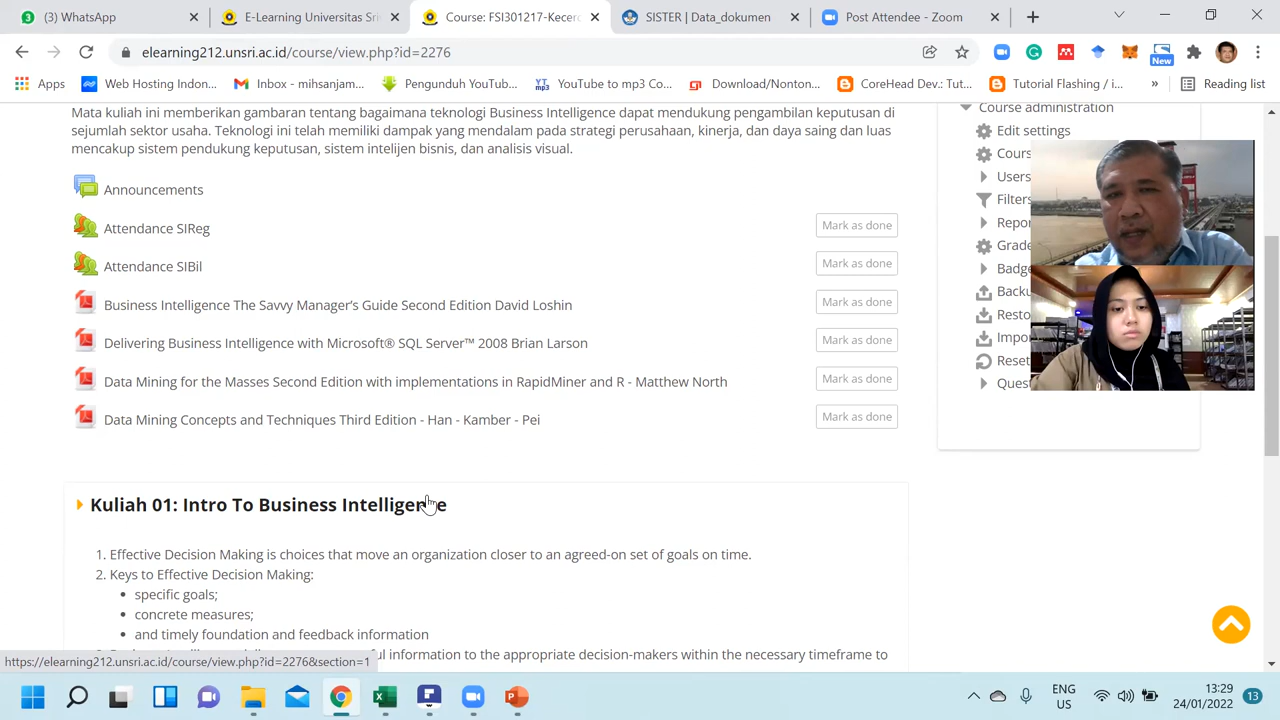 3
WhatsApp
E-Learning Universitas Sri
Course: FSI301217-Kecer
SISTER | Data_dokumen
Post Attendee - Zoom
elearning212.unsri.ac.id/course/view.php?id=2276
New
Apps
Web Hosting Indon...
Inbox - mihsanjam...
Pengunduh YouTub...
YouTube to mp3 Co...
Download/Nonton...
CoreHead Dev.: Tut...
Tutorial Flashing / i...
»
Reading list
Mata kuliah ini memberikan gambaran tentang bagaimana teknologi Business Intelligence dapat mendukung pengambilan keputusan di
sejumlah sektor usaha. Teknologi ini telah memiliki dampak yang mendalam pada strategi perusahaan, kinerja, dan daya saing dan luas
mencakup sistem pendukung keputusan, sistem intelijen bisnis, dan analisis visual.
Announcements
Attendance SIReg
Mark as done
Attendance SIBil
Mark as done
Business Intelligence The Savvy Manager's Guide Second Edition David Loshin
Mark as done
Delivering Business Intelligence with Microsoft® SQL Server™ 2008 Brian Larson
Mark as done
Data Mining for the Masses Second Edition with implementations in RapidMiner and R - Matthew North
Mark as done
Data Mining Concepts and Techniques Third Edition - Han - Kamber - Pei
Mark as done
Kuliah 01: Intro To Business Intelligence
1. Effective Decision Making is choices that move an organization closer to an agreed-on set of goals on time.
2. Keys to Effective Decision Making:
• specific goals;
• concrete measures;
• and timely foundation and feedback information
ful information to the appropriate decision-makers within the necessary timeframe to
https://elearning212.unsri.ac.id/course/view.php?id=2276&section=1
Course administration
Edit settings
Cours
Users
Filters
Repor
Grade
Badg
Backu
Resto
Impo
Reset
Ques
ENG
US
13:29
24/01/2022
13